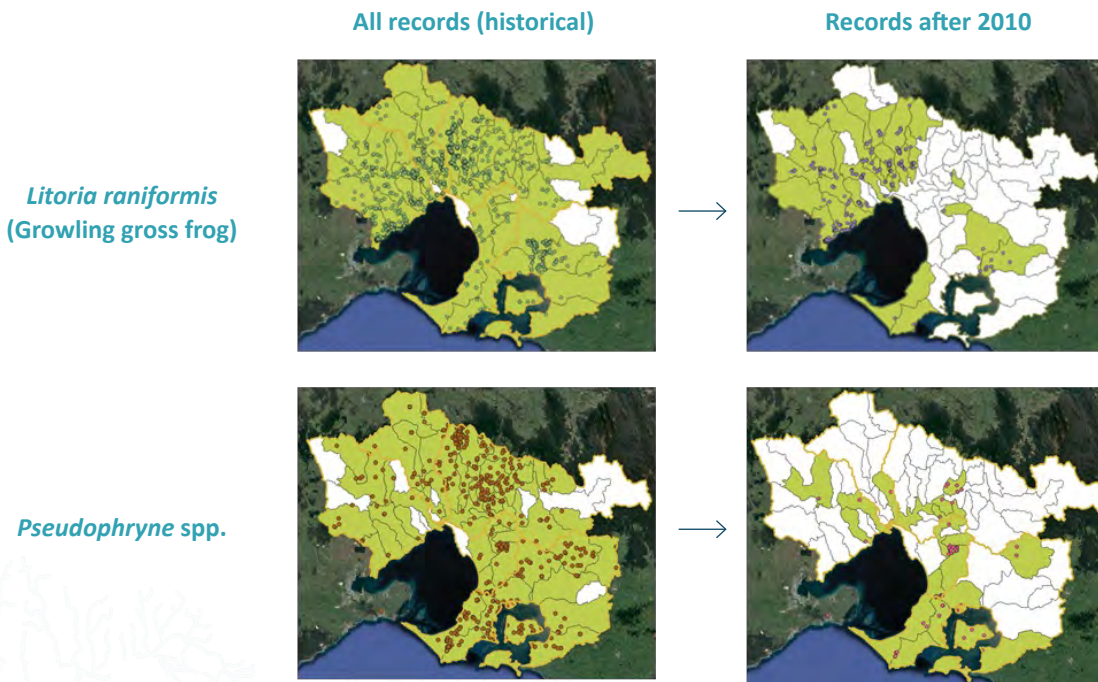 All records (historical)
Records after 2010
Litoria raniformis
(Growling gross frog)
Pseudophryne spp.